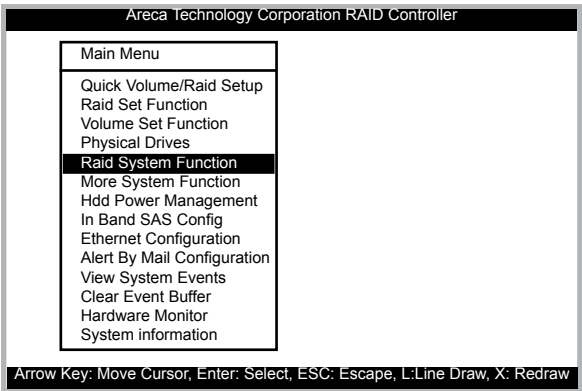 Areca Technology Corporation RAID Controller
Main Menu
Quick Volume/Raid Setup
Raid Set Function
Volume Set Function
Physical Drives
Raid System Function
More System Function
Hdd Power Management
In Band SAS Config
Ethernet Configuration
Alert By Mail Configuration
View System Events
Clear Event Buffer
Hardware Monitor
System information
Arrow Key: Move Cursor, Enter: Select, ESC: Escape, L:Line Draw, X: Redraw